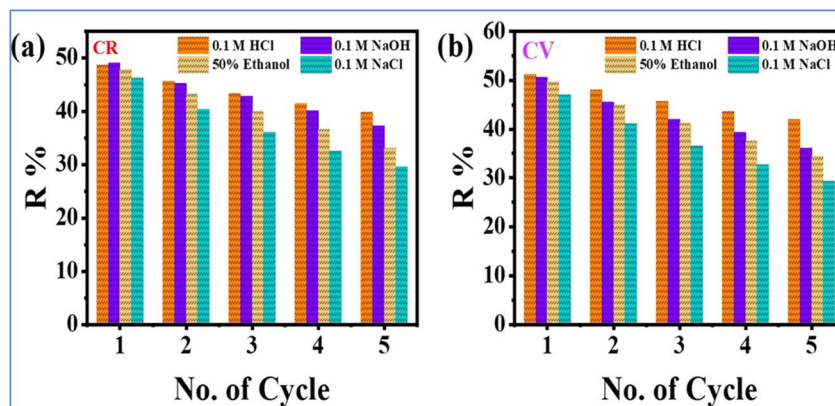 (a)
CR
0.1 M HCl
0.1 M NaOH
50% Ethanol
0.1 M NaCl
50
40
30
20
10
0
R %
1 2 3 4 5
No. of Cycle
(b)
CV
0.1 M HCl
0.1 M NaOH
50% Ethanol
0.1 M NaCl
60
50
40
30
20
10
0
R %
1 2 3 4 5
No. of Cycle